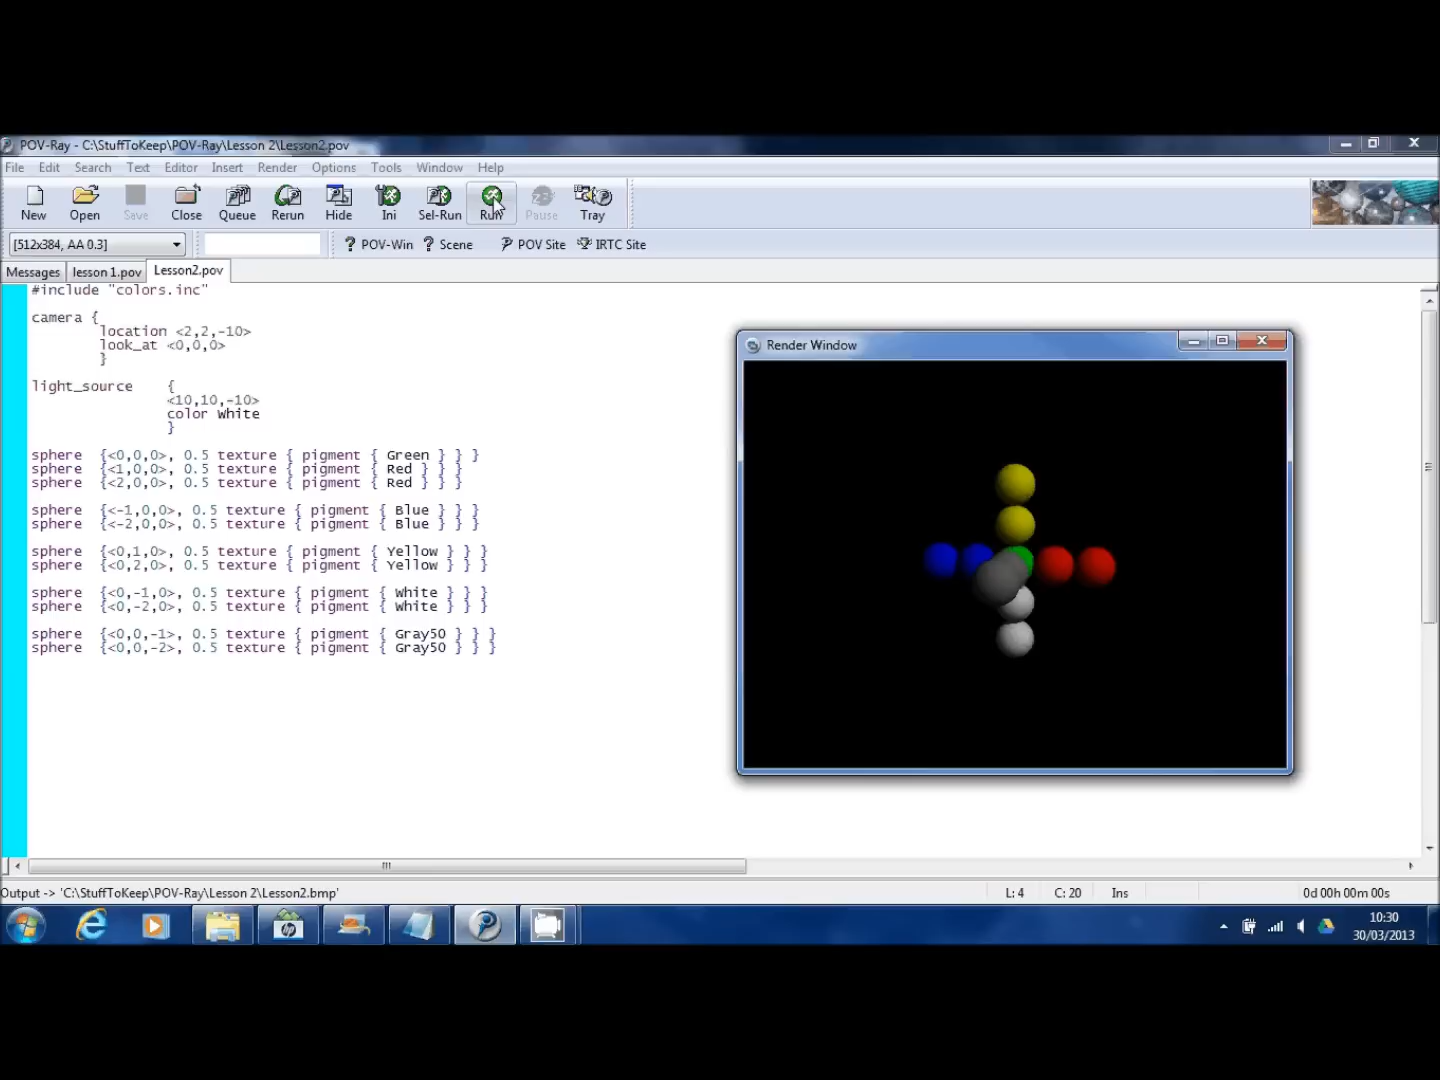 POV-Ray - C:\StuffToKeep\POV-Ray\Lesson 2\Lesson2.pov
File Edit Search Text Editor Insert Render Options Tools Window Help
New Open Save Close Queue Rerun Hide Ini Sel-Run Run Pause Tray
[512x384, AA 0.3] ? POV-Win ? Scene POV Site IRTC Site
Messages lesson 1.pov Lesson2.pov
#include "colors.inc"
camera {
location <2,2,-10>
look_at <0,0,0>
}
light_source {
<10,10,-10>
color White
}
sphere {<0,0,0>, 0.5 texture { pigment { Green } } }
sphere {<1,0,0>, 0.5 texture { pigment { Red } } }
sphere {<2,0,0>, 0.5 texture { pigment { Red } } }
sphere {<-1,0,0>, 0.5 texture { pigment { Blue } } }
sphere {<-2,0,0>, 0.5 texture { pigment { Blue } } }
sphere {<0,1,0>, 0.5 texture { pigment { Yellow } } }
sphere {<0,2,0>, 0.5 texture { pigment { Yellow } } }
sphere {<0,-1,0>, 0.5 texture { pigment { White } } }
sphere {<0,-2,0>, 0.5 texture { pigment { White } } }
sphere {<0,0,-1>, 0.5 texture { pigment { Gray50 } } }
sphere {<0,0,-2>, 0.5 texture { pigment { Gray50 } } }
Render Window
Output -> 'C:\StuffToKeep\POV-Ray\Lesson 2\Lesson2.bmp' L: 4 C: 20 Ins 0d 00h 00m 00s
10:30
30/03/2013